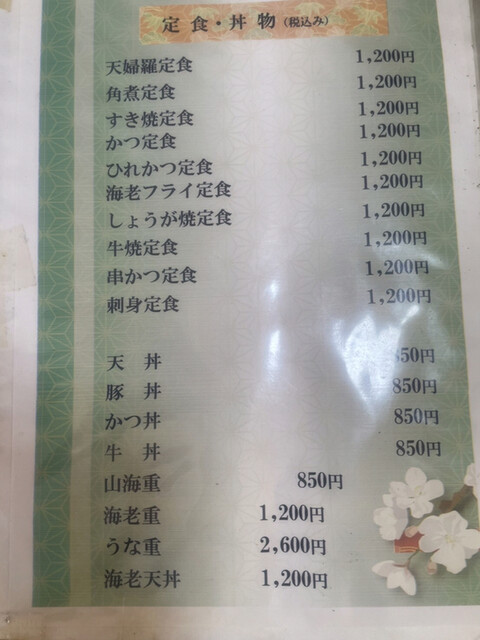 定食・丼物(税込み)
天婦羅定食 1,200円
角煮定食 1,200円
すき焼定食 1,200円
かつ定食 1,200円
ひれかつ定食 1,200円
海老フライ定食 1,200円
しょうが焼定食 1,200円
牛焼定食 1,200円
串かつ定食 1,200円
刺身定食 1,200円
天丼 850円
豚丼 850円
かつ丼 850円
牛丼 850円
山海重 850円
海老重 1,200円
うな重 2,600円
海老天丼 1,200円